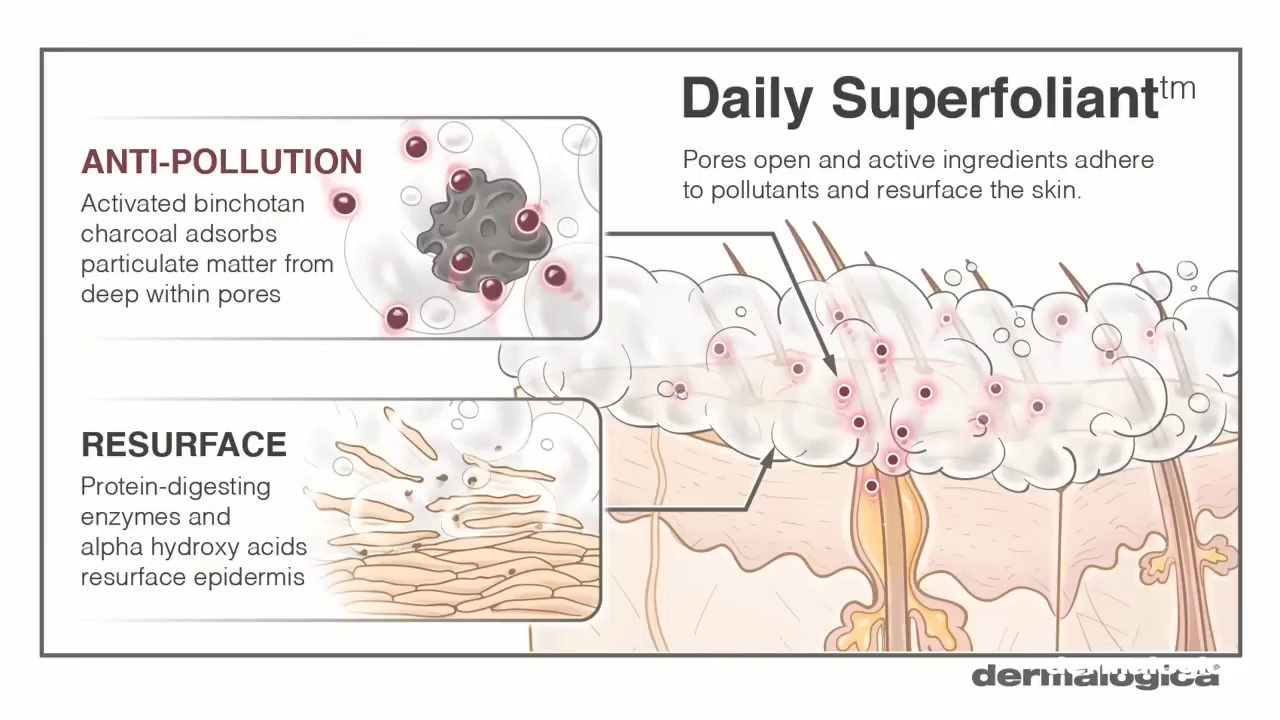 Daily Superfoliant™
Pores open and active ingredients adhere
to pollutants and resurface the skin.
ANTI-POLLUTION
Activated binchotan
charcoal adsorbs
particulate matter from
deep within pores
RESURFACE
Protein-digesting
enzymes and
alpha hydroxy acids
resurface epidermis
dermalogica